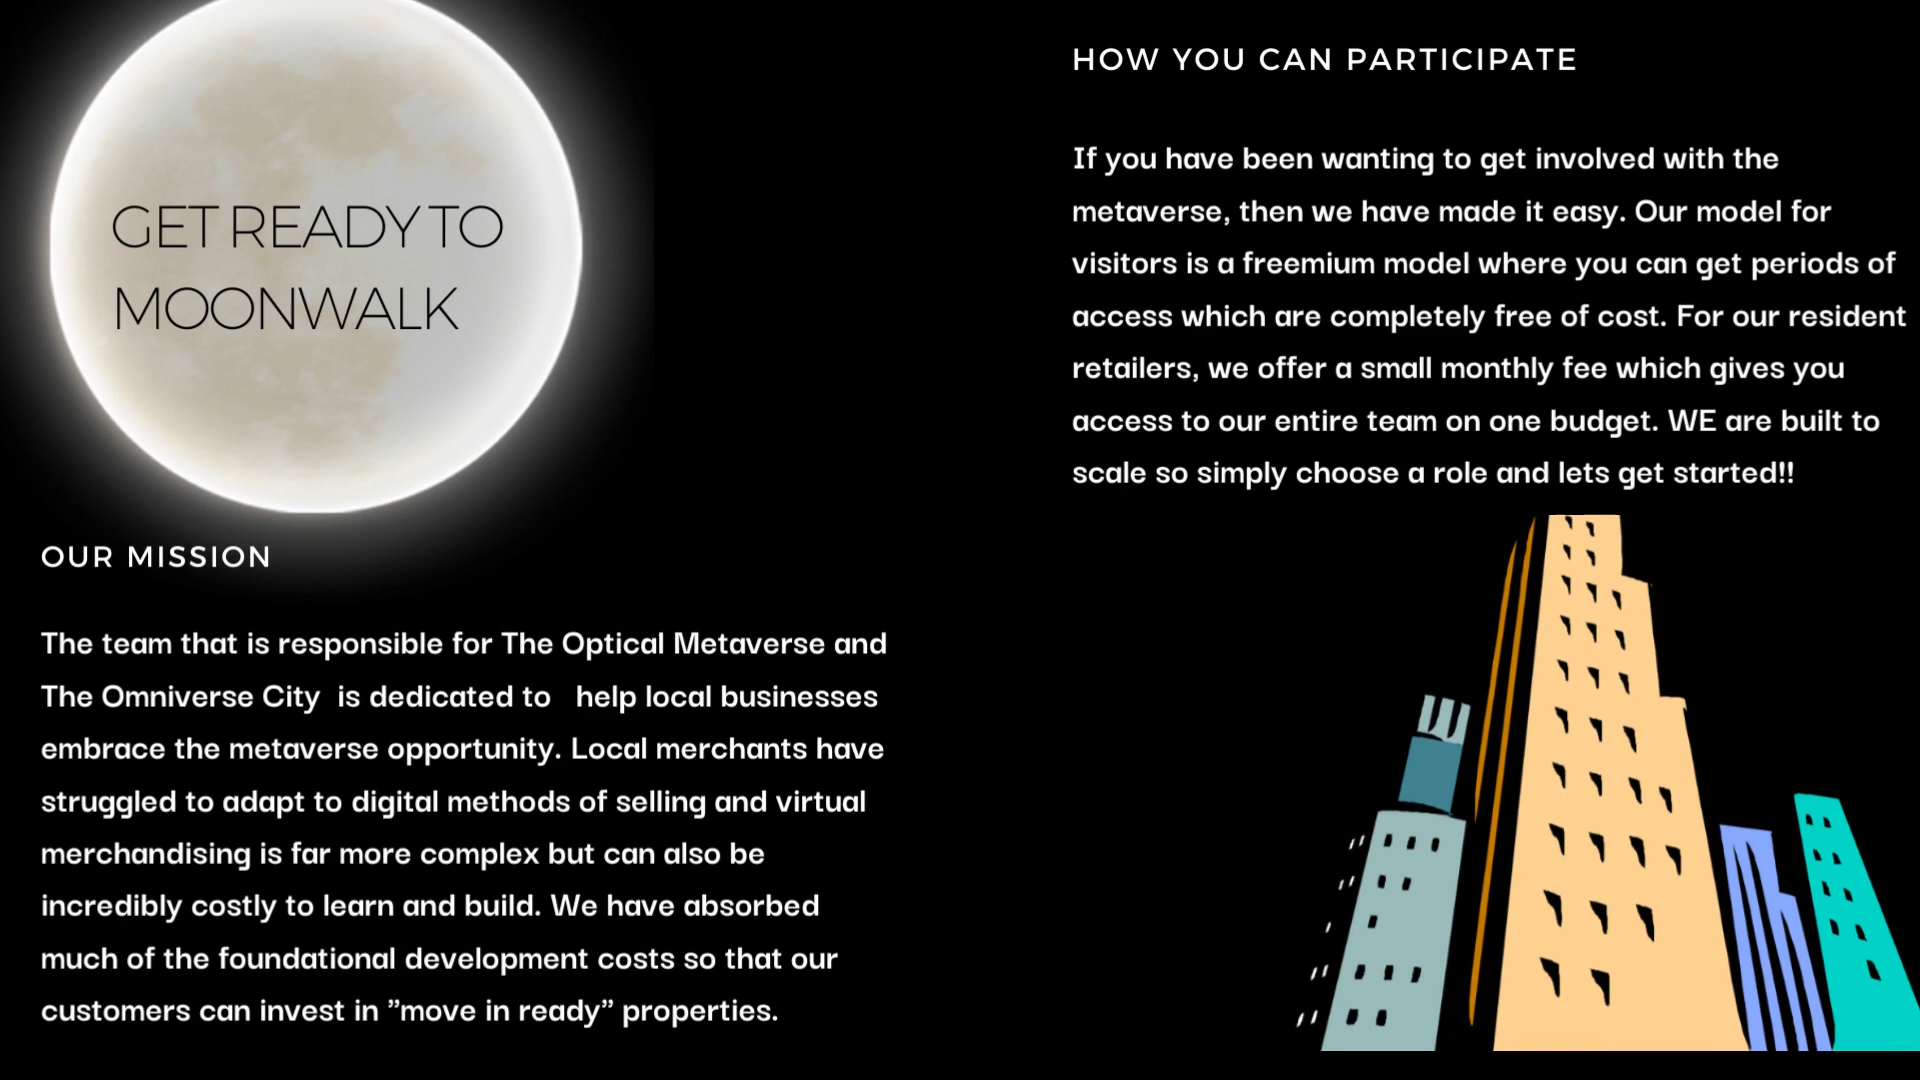 GET READY TO
MOONWALK
OUR MISSION
The team that is responsible for The Optical Metaverse and
The Omniverse City  is dedicated to   help local businesses
embrace the metaverse opportunity. Local merchants have
struggled to adapt to digital methods of selling and virtual
merchandising is far more complex but can also be
incredibly costly to learn and build. We have absorbed
much of the foundational development costs so that our
customers can invest in ”move in ready” properties.
HOW YOU CAN PARTICIPATE
If you have been wanting to get involved with the
metaverse, then we have made it easy. Our model for
visitors is a freemium model where you can get periods of
access which are completely free of cost. For our resident
retailers, we offer a small monthly fee which gives you
access to our entire team on one budget. WE are built to
scale so simply choose a role and lets get started!!